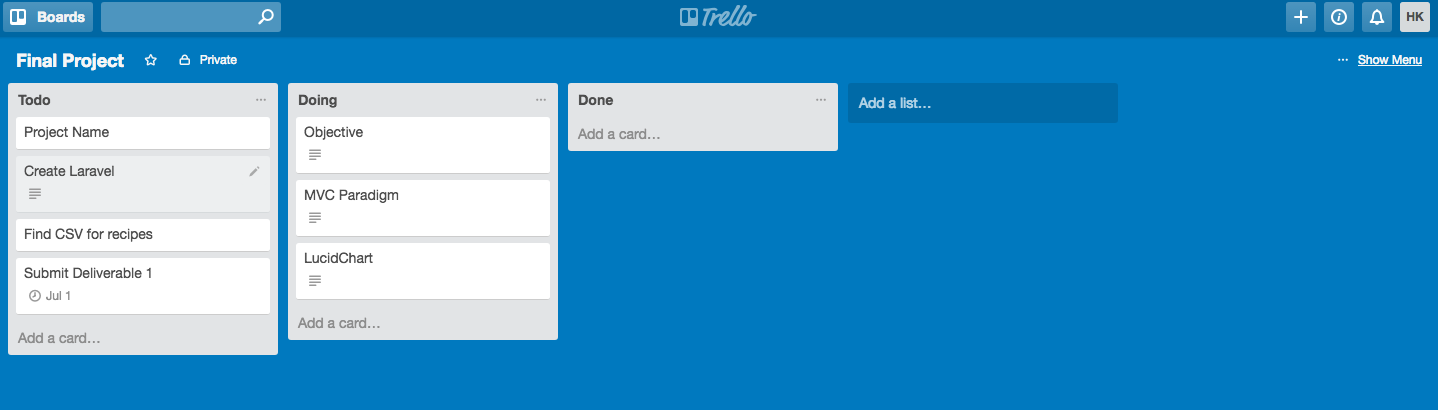 Boards
Trello
HK
Final Project
Private
... Show Menu
Todo ...
Project Name
Create Laravel
Find CSV for recipes
Submit Deliverable 1
Jul 1
Add a card…
Doing ...
Objective
MVC Paradigm
LucidChart
Add a card…
Done ...
Add a card…
Add a list…